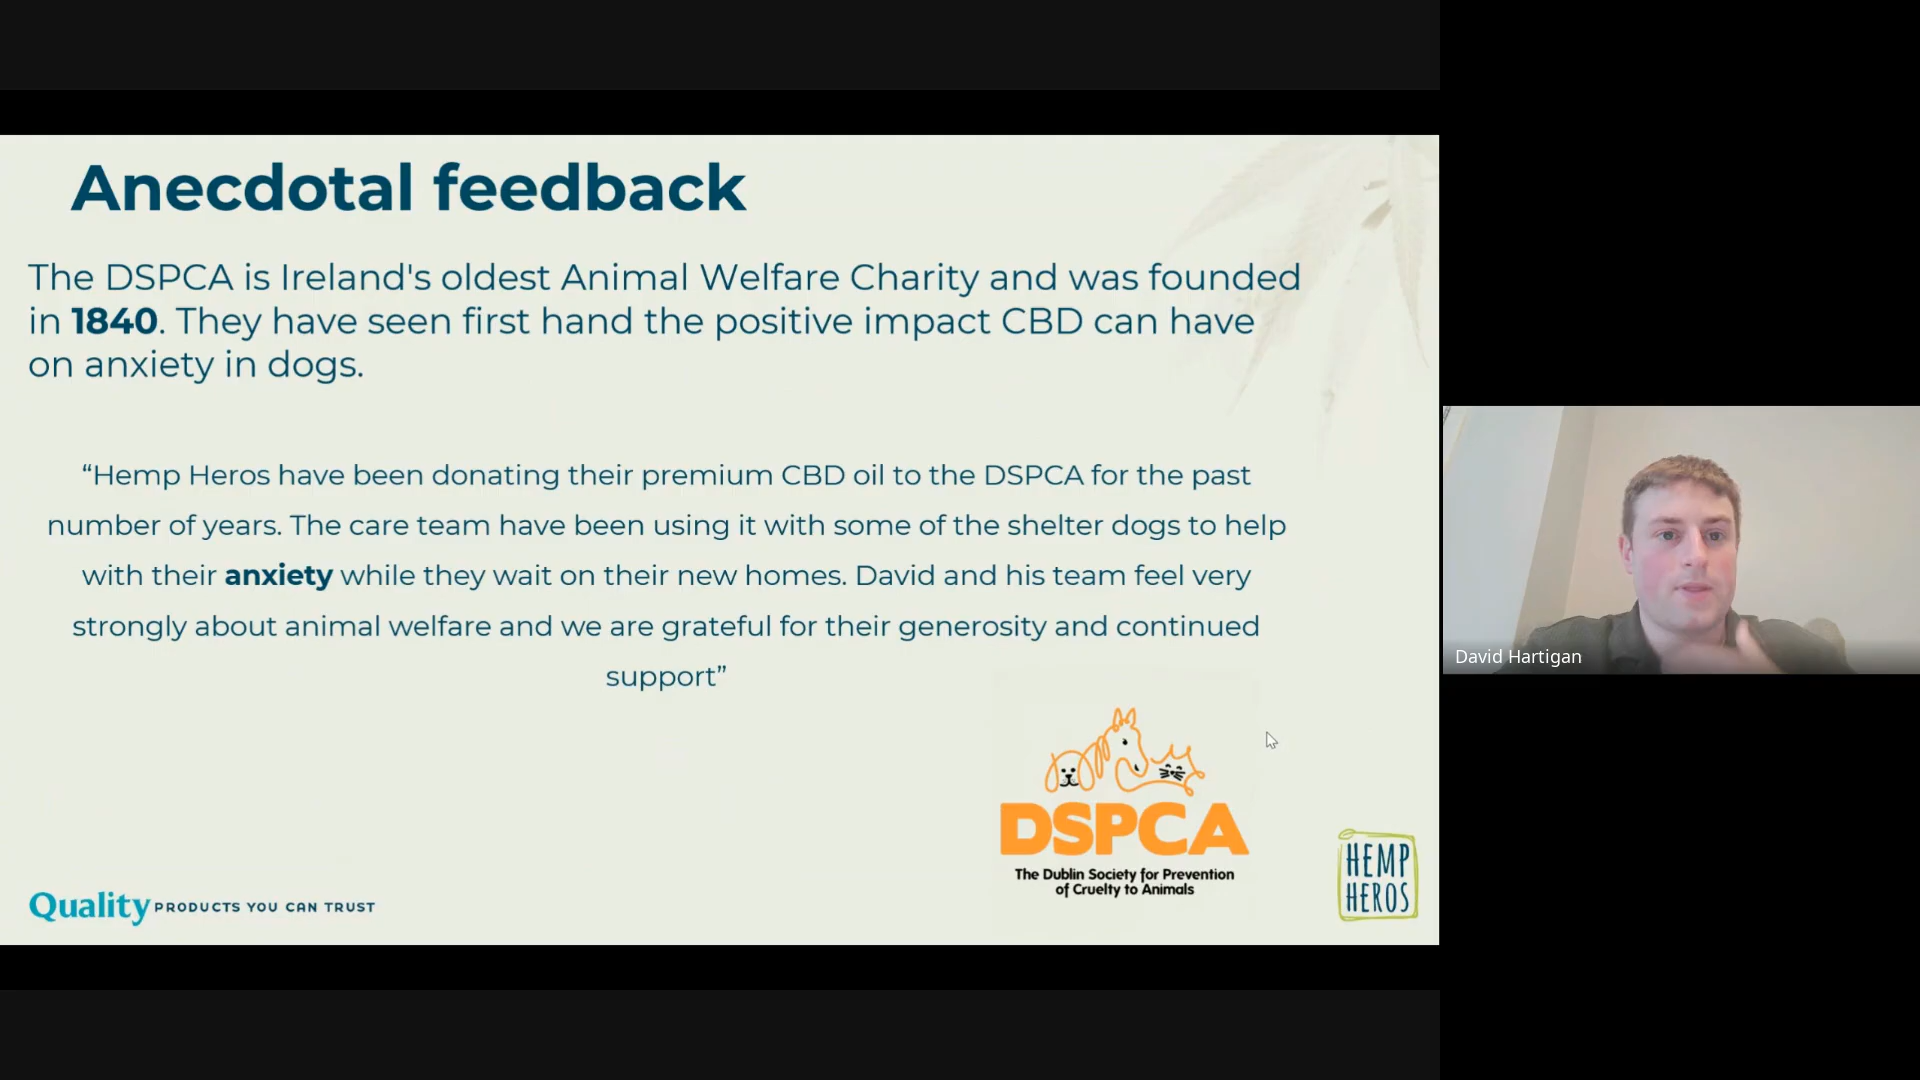 Anecdotal feedback
The DSPCA is Ireland's oldest Animal Welfare Charity and was founded
in 1840. They have seen first hand the positive impact CBD can have
on anxiety in dogs.
“Hemp Heros have been donating their premium CBD oil to the DSPCA for the past
number of years. The care team have been using it with some of the shelter dogs to help
with their anxiety while they wait on their new homes. David and his team feel very
strongly about animal welfare and we are grateful for their generosity and continued
support”
David Hartigan
DSPCA
The Dublin Society for Prevention
of Cruelty to Animals
HEMP
HEROS
Quality PRODUCTS YOU CAN TRUST